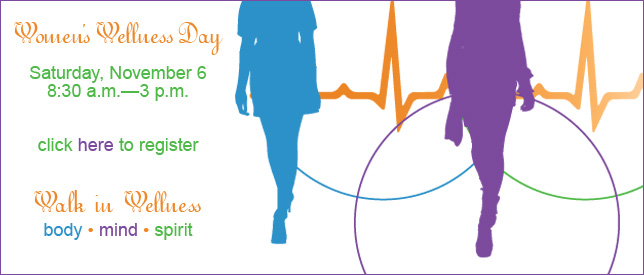 Women's Wellness Day
Saturday, November 6
8:30 a.m.—3 p.m.
click here to register
Walk in Wellness
body • mind • spirit